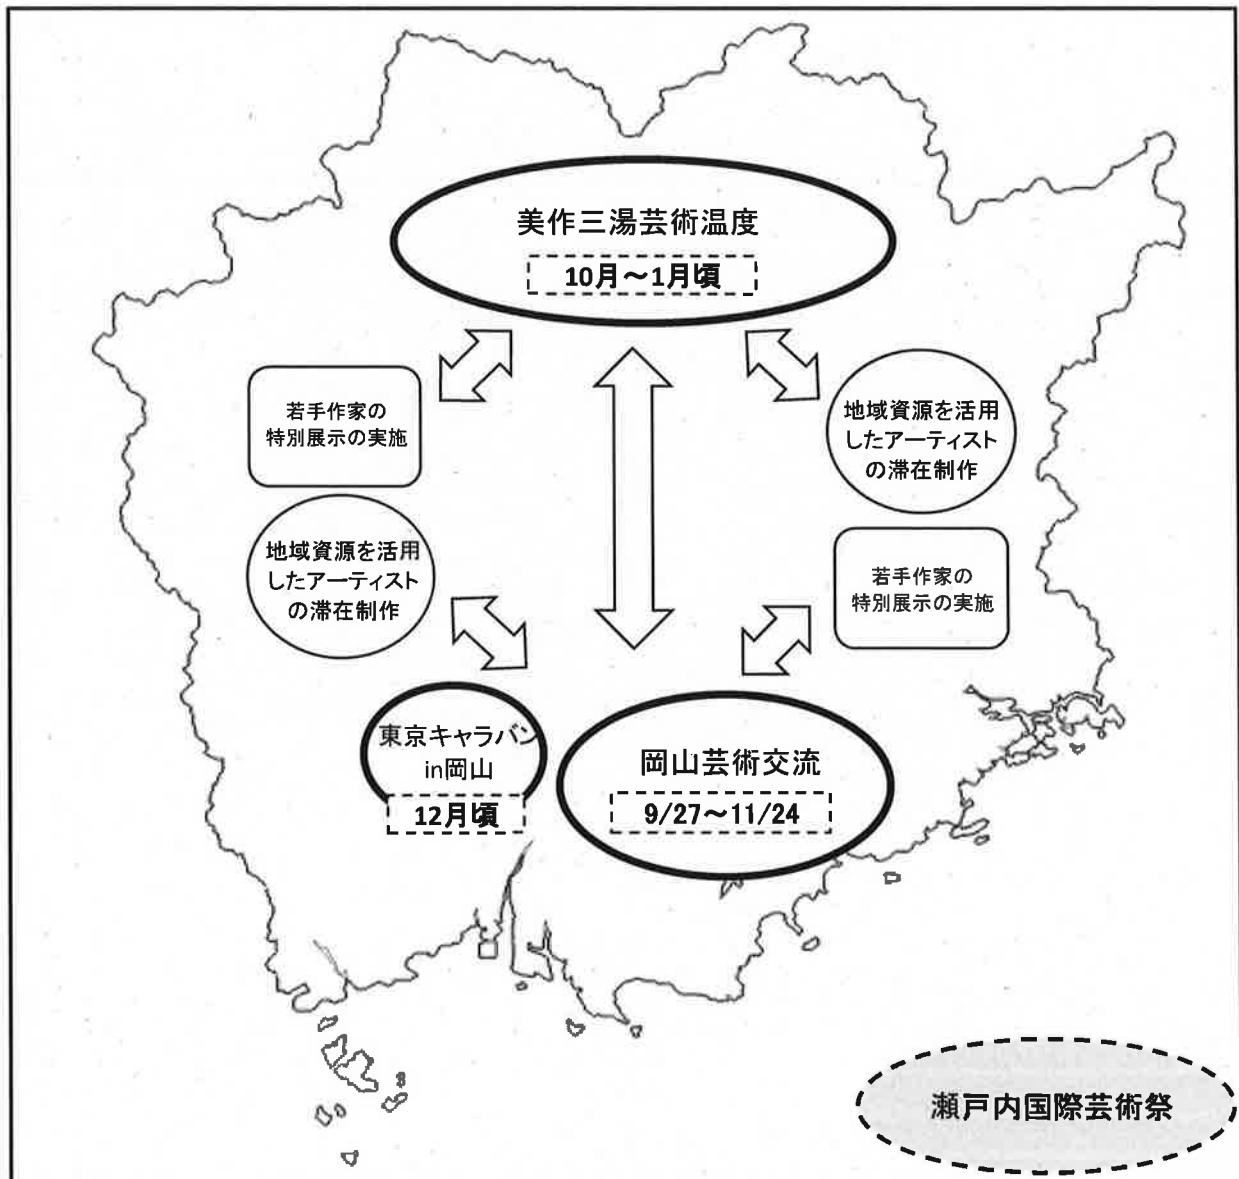 美作三湯芸術温度
10月～1月頃
若手作家の
特別展示の実施
地域資源を活用
したアーティスト
の滞在制作
地域資源を活用
したアーティスト
の滞在制作
若手作家の
特別展示の実施
東京キャラバン
in岡山
12月頃
岡山芸術交流
9/27～11/24
瀬戸内国際芸術祭